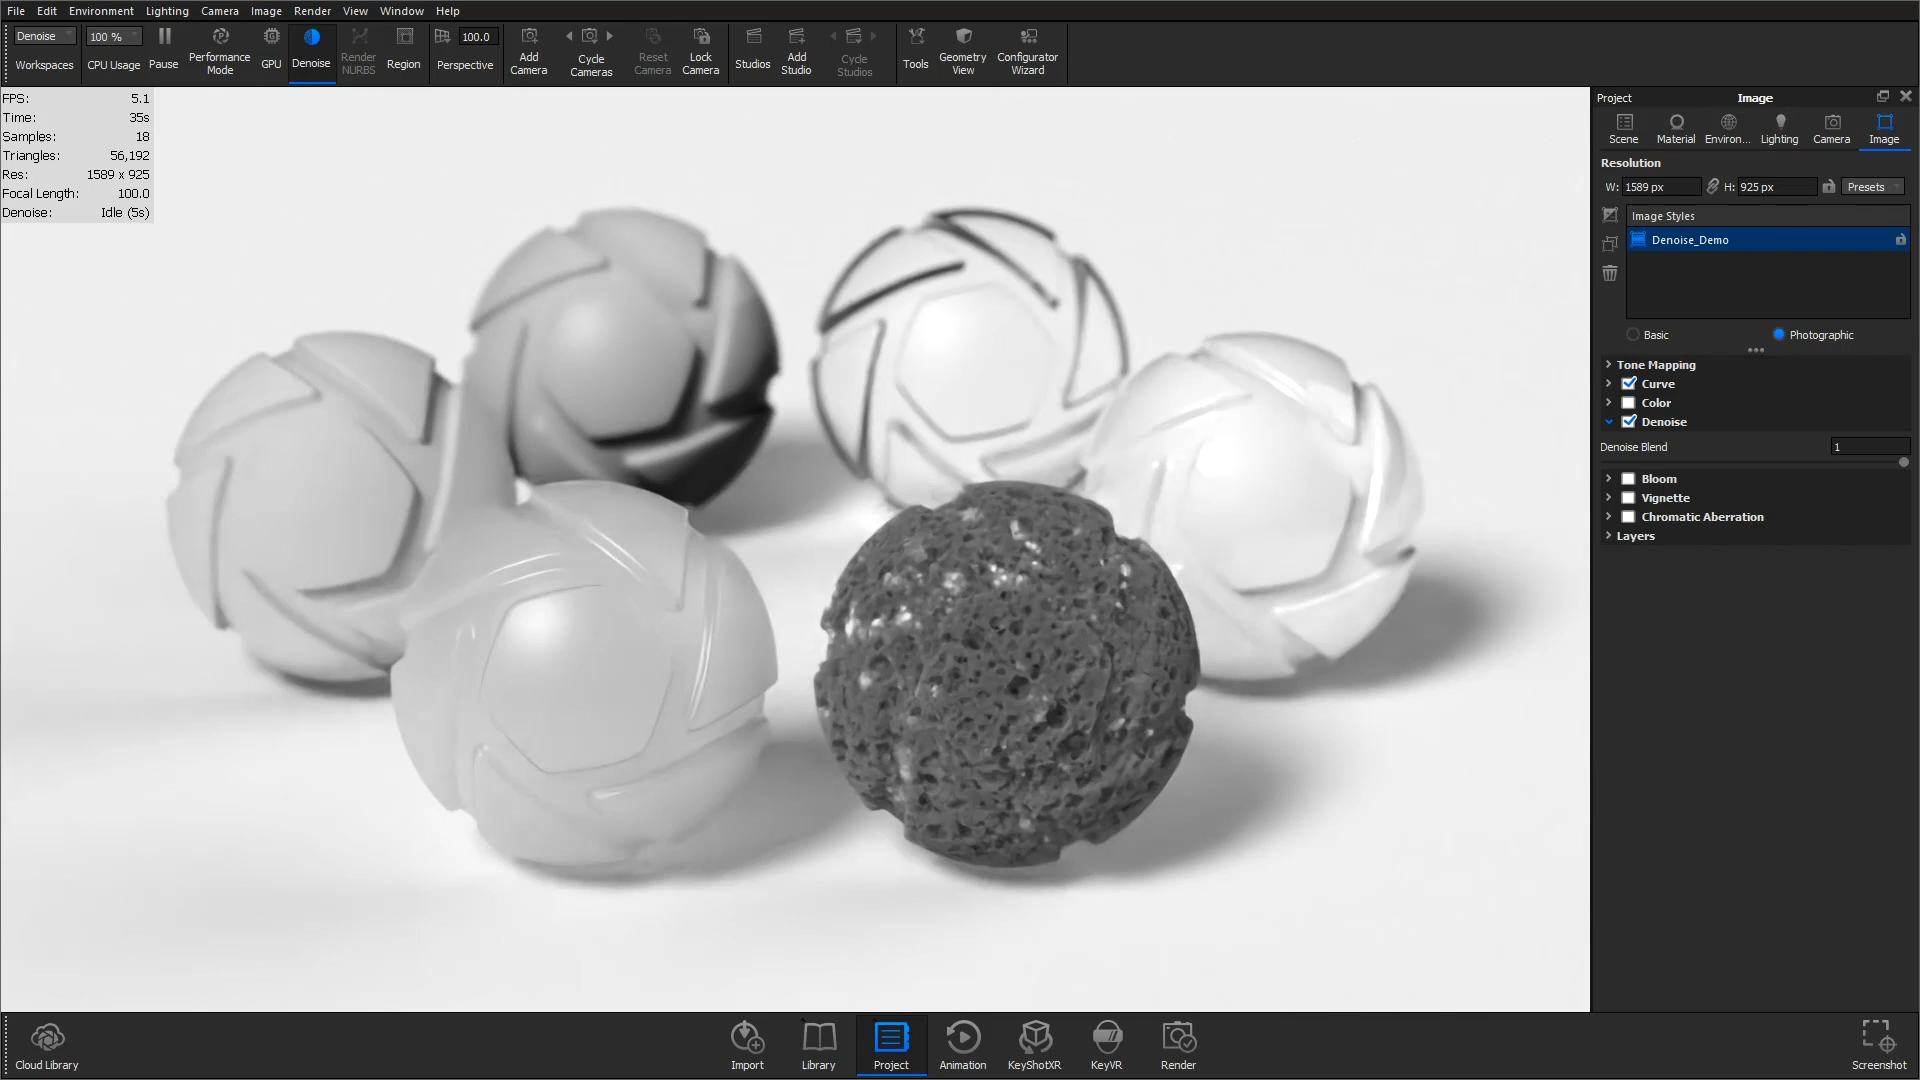 File Edit Environment Lighting Camera Image Render View Window Help
Denoise 100 % 100.0
Workspaces CPU Usage Pause Performance Mode GPU Denoise Render NURBS Region Perspective Add Camera Cycle Cameras Reset Camera Lock Camera Studios Add Studio Cycle Studios Tools Geometry View Configurator Wizard
FPS: 5.1
Time: 35s
Samples: 18
Triangles: 56,192
Res: 1589 x 925
Focal Length: 100.0
Denoise: Idle (5s)
Project Image
Scene Material Environ... Lighting Camera Image
Resolution
W: 1589 px H: 925 px Presets
Image Styles
Denoise_Demo
Basic Photographic
Tone Mapping
Curve
Color
Denoise
Denoise Blend 1
Bloom
Vignette
Chromatic Aberration
Layers
Cloud Library Import Library Project Animation KeyShotXR KeyVR Render Screenshot